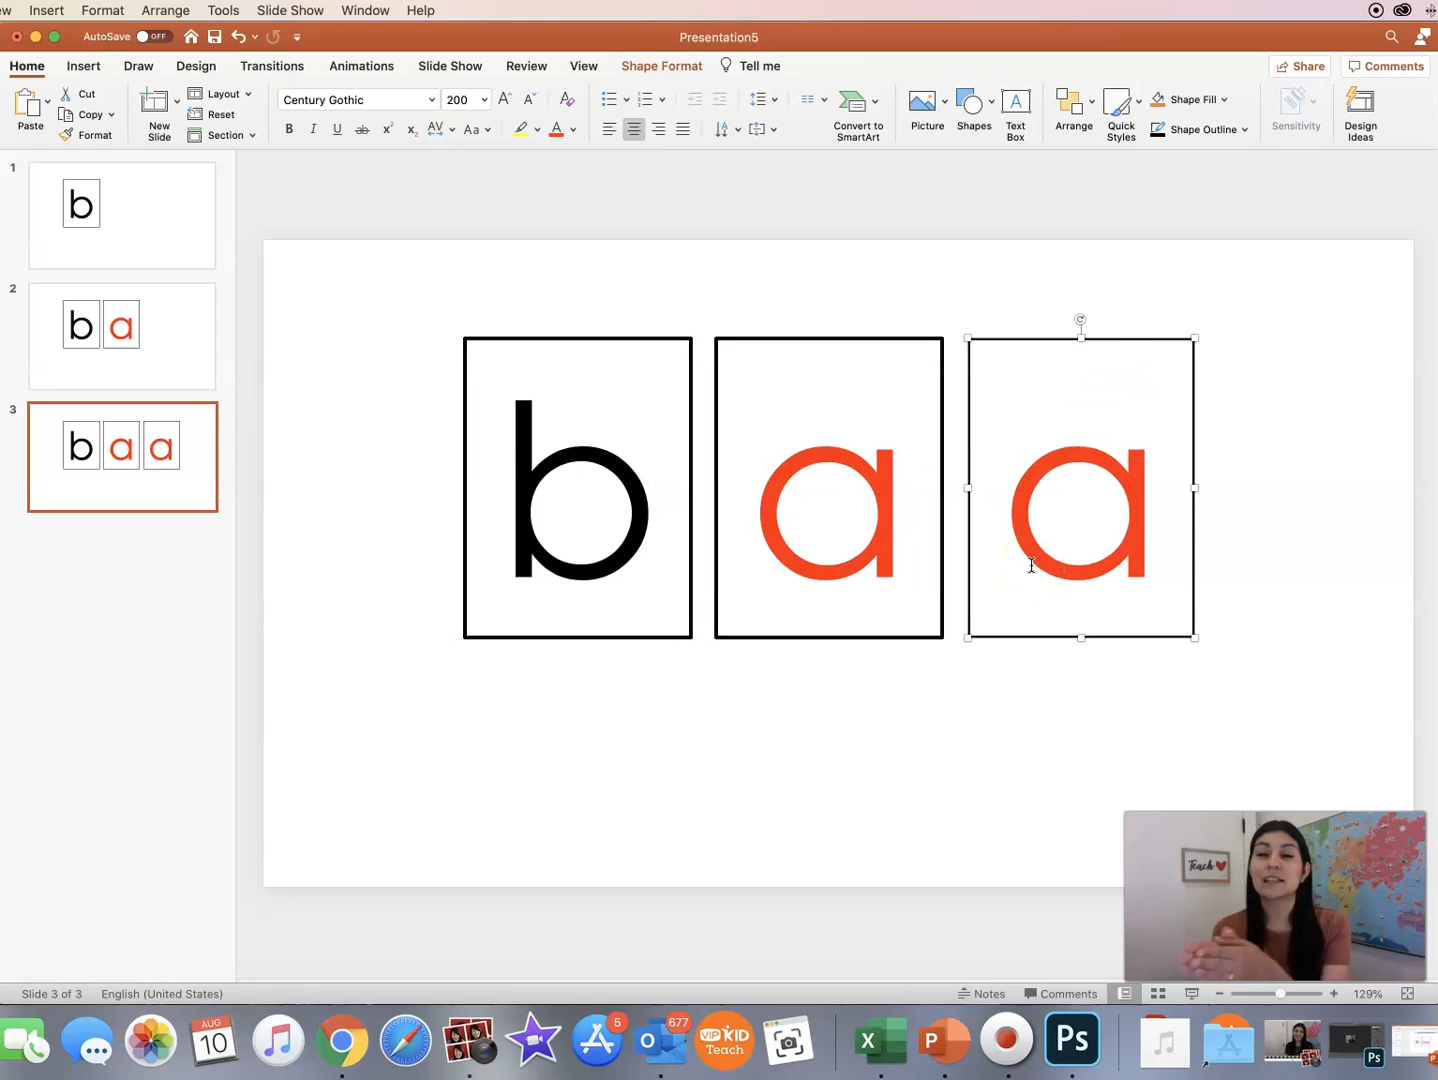 Insert Format Arrange Tools Slide Show Window Help
AutoSave OFF Presentation5
Home Insert Draw Design Transitions Animations Slide Show Review View Shape Format Tell me Share Comments
Paste Cut Copy Format
New Slide Layout Reset Section
Century Gothic 200
Convert to SmartArt
Picture Shapes Text Box Arrange Quick Styles Shape Fill Shape Outline Sensitivity Design Ideas
1
b
2
b a
3
b a a
b a a
Teach
the World
Slide 3 of 3 English (United States) Notes Comments 129%
AUG
10
5
677
VIPKID
Teach
X
P
Ps
Ps